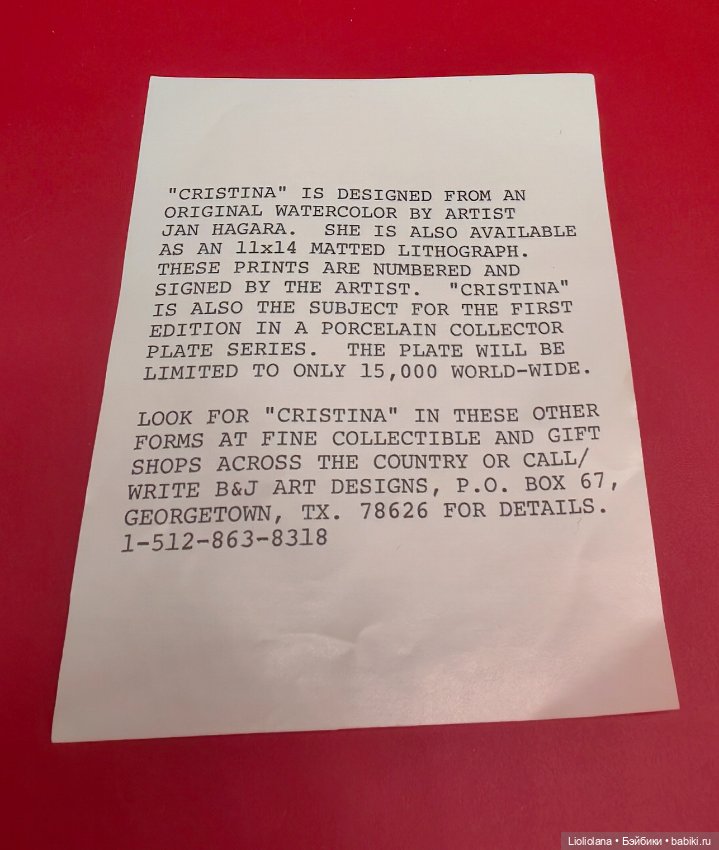 "CRISTINA" IS DESIGNED FROM AN
ORIGINAL WATERCOLOR BY ARTIST
JAN HAGARA.  SHE IS ALSO AVAILABLE
AS AN 11x14 MATTED LITHOGRAPH.
THESE PRINTS ARE NUMBERED AND
SIGNED BY THE ARTIST.  "CRISTINA"
IS ALSO THE SUBJECT FOR THE FIRST
EDITION IN A PORCELAIN COLLECTOR
PLATE SERIES.  THE PLATE WILL BE
LIMITED TO ONLY 15,000 WORLD-WIDE.
LOOK FOR "CRISTINA" IN THESE OTHER
FORMS AT FINE COLLECTIBLE AND GIFT
SHOPS ACROSS THE COUNTRY OR CALL/
WRITE B&J ART DESIGNS, P.O. BOX 67,
GEORGETOWN, TX. 78626 FOR DETAILS.
1-512-863-8318
Lioliolana • Бэйбики • babiki.ru